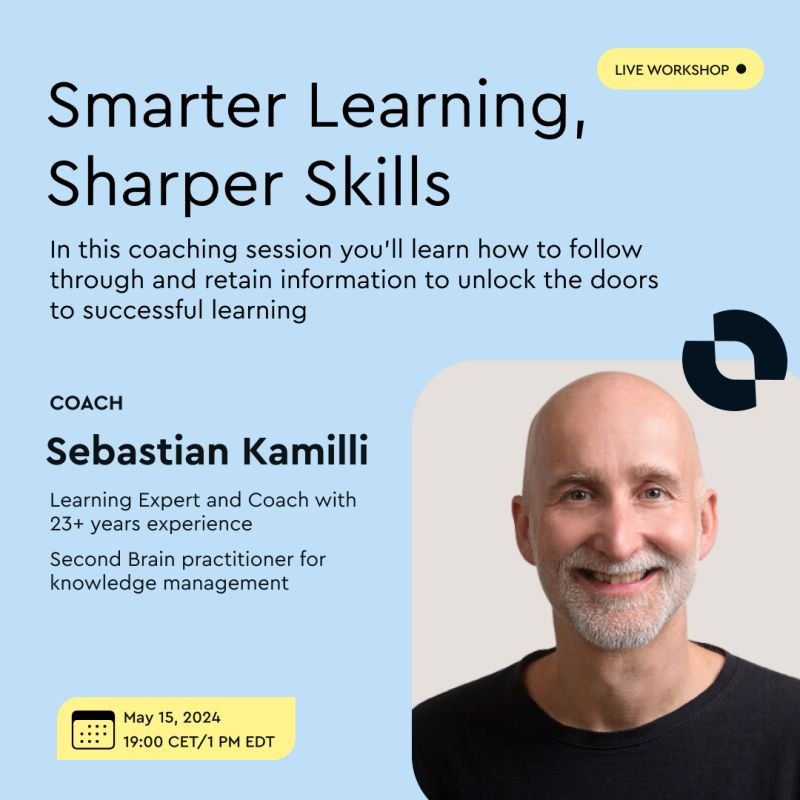 LIVE WORKSHOP
Smarter Learning,
Sharper Skills
In this coaching session you'll learn how to follow
through and retain information to unlock the doors
to successful learning
COACH
Sebastian Kamilli
Learning Expert and Coach with
23+ years experience
Second Brain practitioner for
knowledge management
May 15, 2024
19:00 CET/1 PM EDT